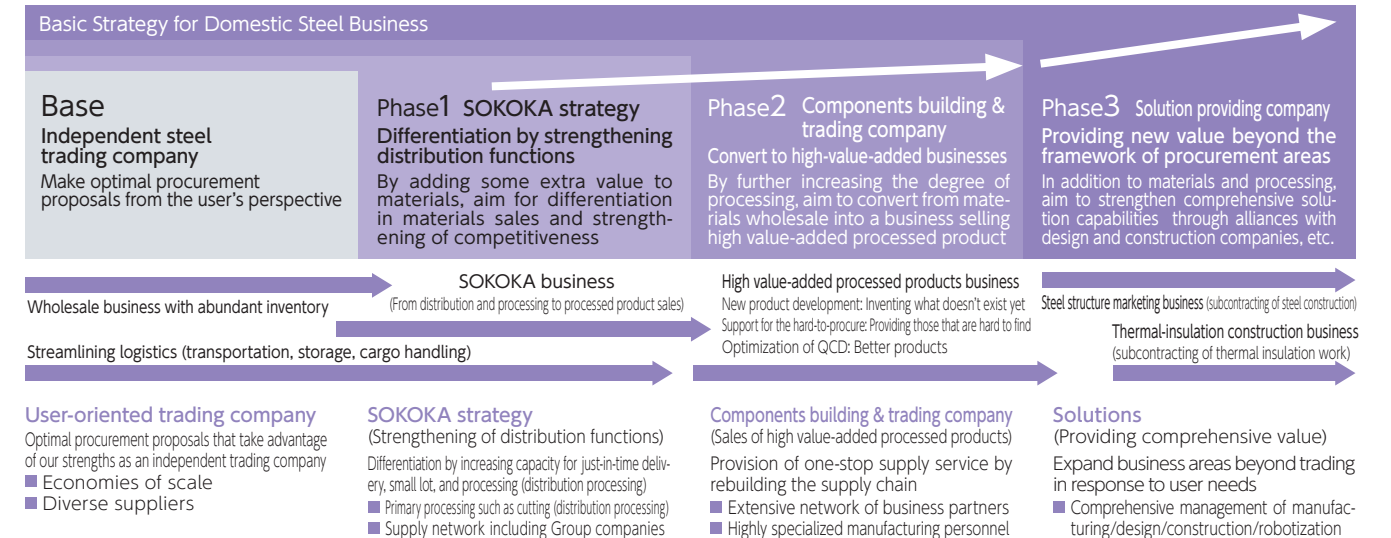 Basic Strategy for Domestic Steel Business
Base
Independent steel
trading company
Make optimal procurement
proposals from the user's perspective
Phase1 SOKOKA strategy
Differentiation by strengthening
distribution functions
By adding some extra value to
materials, aim for differentiation
in materials sales and strength-
ening of competitiveness
Phase2 Components building &
trading company
Convert to high-value-added businesses
By further increasing the degree of
processing, aim to convert from mate-
rials wholesale into a business selling
high value-added processed product
Phase3 Solution providing company
Providing new value beyond the
framework of procurement areas
In addition to materials and processing,
aim to strengthen comprehensive solu-
tion capabilities through alliances with
design and construction companies, etc.
Wholesale business with abundant inventory
SOKOKA business
(From distribution and processing to processed product sales)
Streamlining logistics (transportation, storage, cargo handling)
High value-added processed products business
New product development: Inventing what doesn't exist yet
Support for the hard-to-procure: Providing those that are hard to find
Optimization of QCD: Better products
Steel structure marketing business (subcontracting of steel construction)
Thermal-insulation construction business
(subcontracting of thermal insulation work)
User-oriented trading company
Optimal procurement proposals that take advantage
of our strengths as an independent trading company
■ Economies of scale
■ Diverse suppliers
SOKOKA strategy
(Strengthening of distribution functions)
Differentiation by increasing capacity for just-in-time deliv-
ery, small lot, and processing (distribution processing)
■ Primary processing such as cutting (distribution processing)
■ Supply network including Group companies
Components building & trading company
(Sales of high value-added processed products)
Provision of one-stop supply service by
rebuilding the supply chain
■ Extensive network of business partners
■ Highly specialized manufacturing personnel
Solutions
(Providing comprehensive value)
Expand business areas beyond trading
in response to user needs
■ Comprehensive management of manufac-
turing/design/construction/robotization